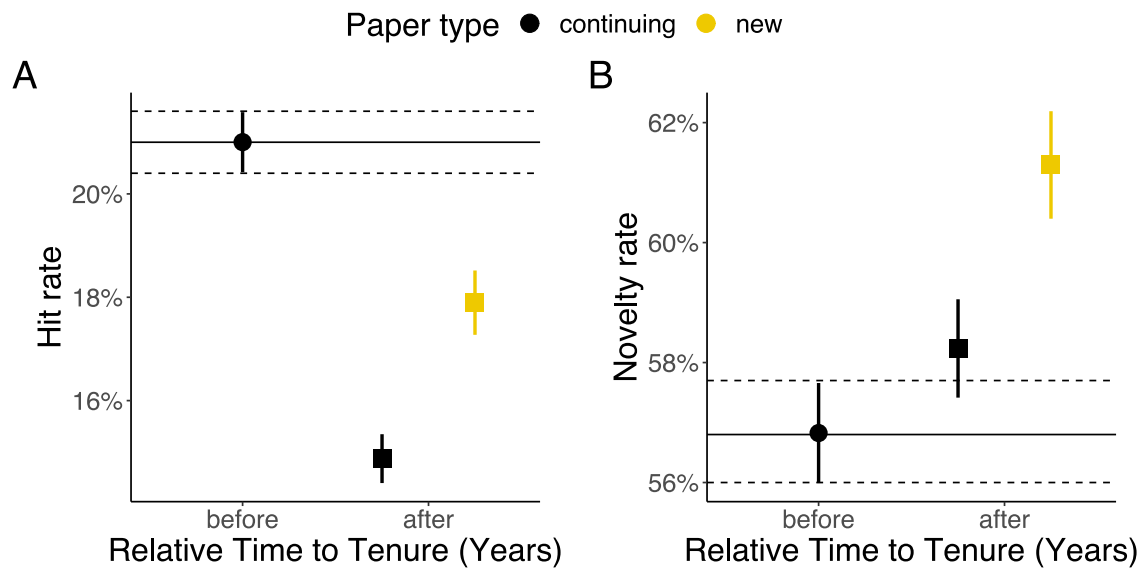 Paper type continuing new
A
Hit rate
20%
18%
16%
before after
Relative Time to Tenure (Years)
B
Novelty rate
62%
60%
58%
56%
before after
Relative Time to Tenure (Years)